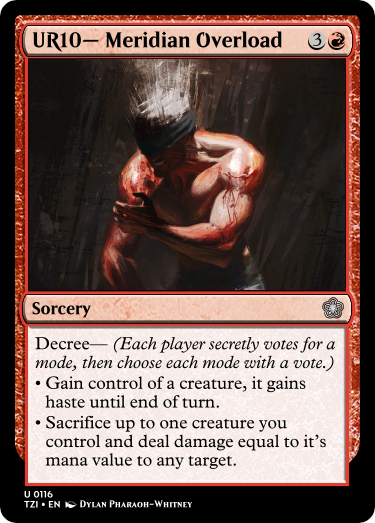 UR10— Meridian Overload 3
Sorcery
Decree— (Each player secretly votes for a
mode, then choose each mode with a vote.)
• Gain control of a creature, it gains
haste until end of turn.
• Sacrifice up to one creature you
control and deal damage equal to it's
mana value to any target.
U 0116
TZI • EN Dylan Pharaoh-Whitney